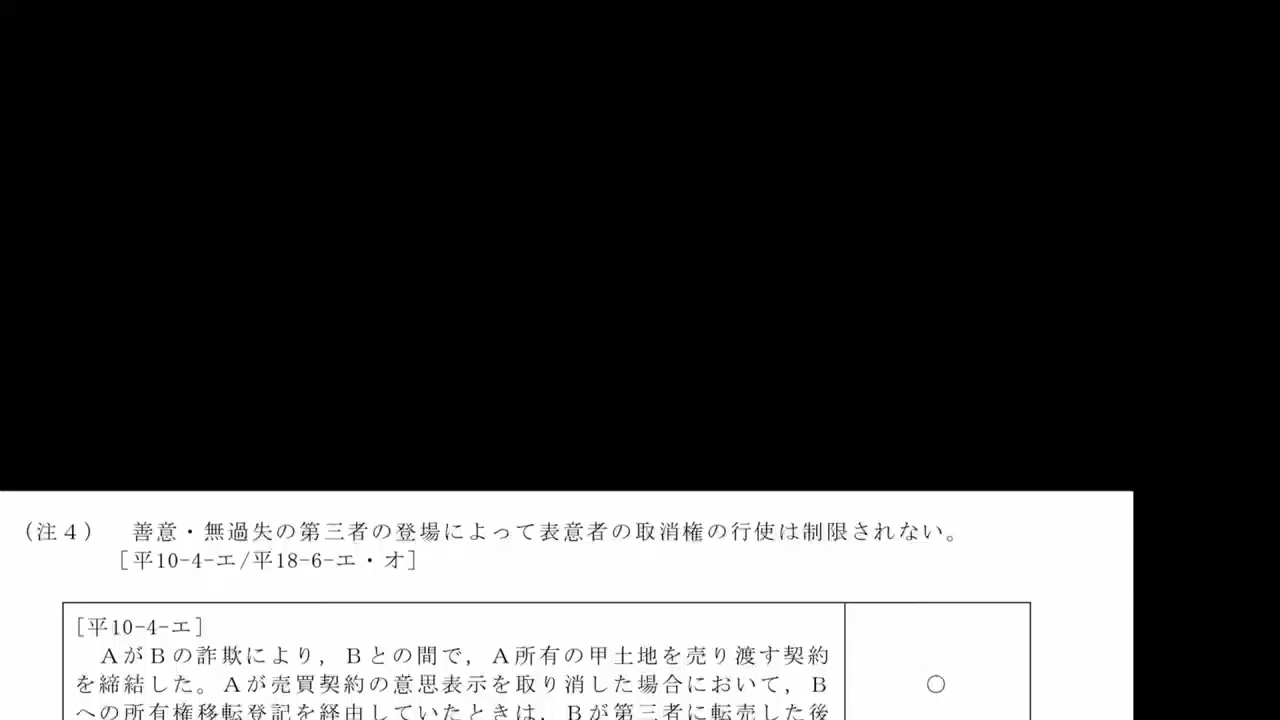 （注４）　善意・無過失の第三者の登場によって表意者の取消権の行使は制限されない。
［平10-4-エ/平18-6-エ・オ］
［平10-4-エ］
ＡがＢの詐欺により，Ｂとの間で，Ａ所有の甲土地を売り渡す契約
を締結した。Ａが売買契約の意思表示を取り消した場合において，Ｂ
への所有権移転登記を経由していたときは，Ｂが第三者に転売した後
○